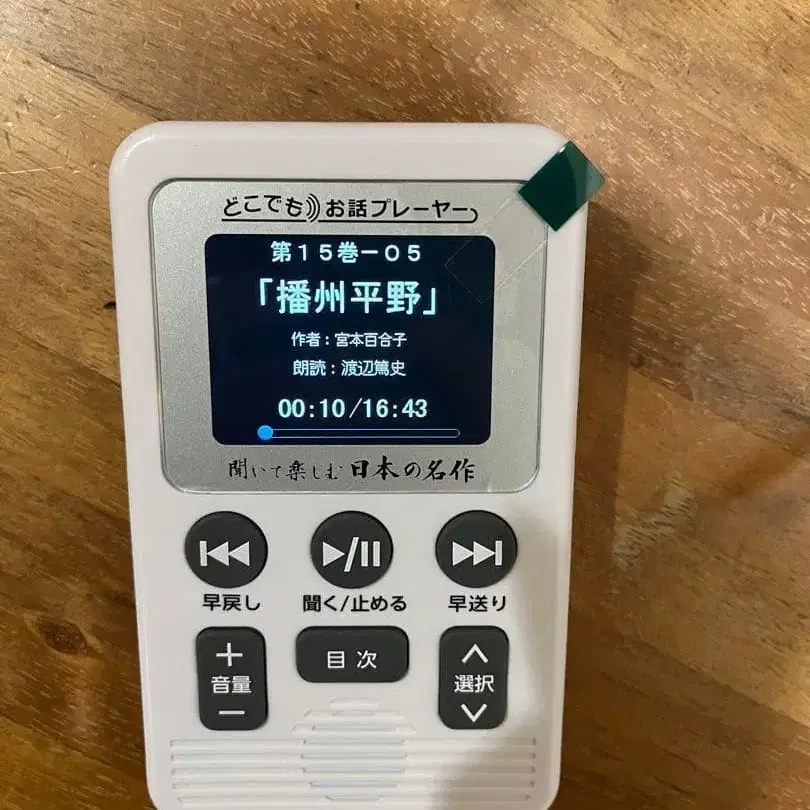 どこでもお話プレーヤー
第15巻ー05
「播州平野」
作者：宮本百合子
朗読：渡辺篤史
00:10/16:43
聞いて楽しむ 日本の名作
早戻し 聞く/止める 早送り
＋ 目次
音量 選択
－